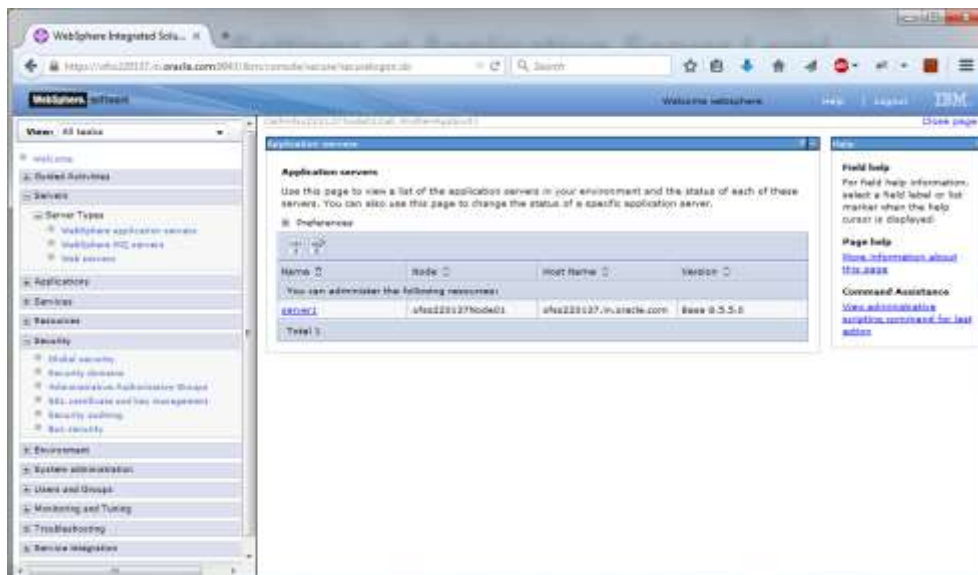 WebSphere Integrated Solu...
Search
WebSphere. software
Welcome websphere
Help
Logout
IBM
Close page
View: All tasks
Welcome
Guided Activities
Servers
Server Types
WebSphere application servers
WebSphere MQ servers
Web servers
Applications
Services
Resources
Security
Global security
Security domains
Administrative Authorization Groups
SSL certificate and key management
Security auditing
Bus security
Environment
System administration
Users and Groups
Monitoring and Tuning
Troubleshooting
Service integration
Application servers
Application servers
Use this page to view a list of the application servers in your environment and the status of each of these
servers. You can also use this page to change the status of a specific application server.
Preferences
Name
Node
Host Name
Version
You can administer the following resources:
server1
ofss220137Node01
ofss220137.in.oracle.com
Base 8.5.5.0
Total 1
Help
Field help
For field help information,
select a field label or list
marker when the help
cursor is displayed.
Page help
More information about
this page
Command Assistance
View administrative
scripting command for last
action